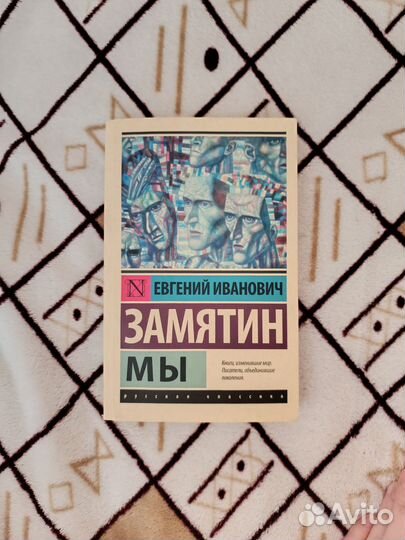 N ЕВГЕНИЙ ИВАНОВИЧ
ЗАМЯТИН
МЫ
Книги, изменившие мир.
Писатели, объединившие
поколения.
РУССКАЯ КЛАССИКА
Avito